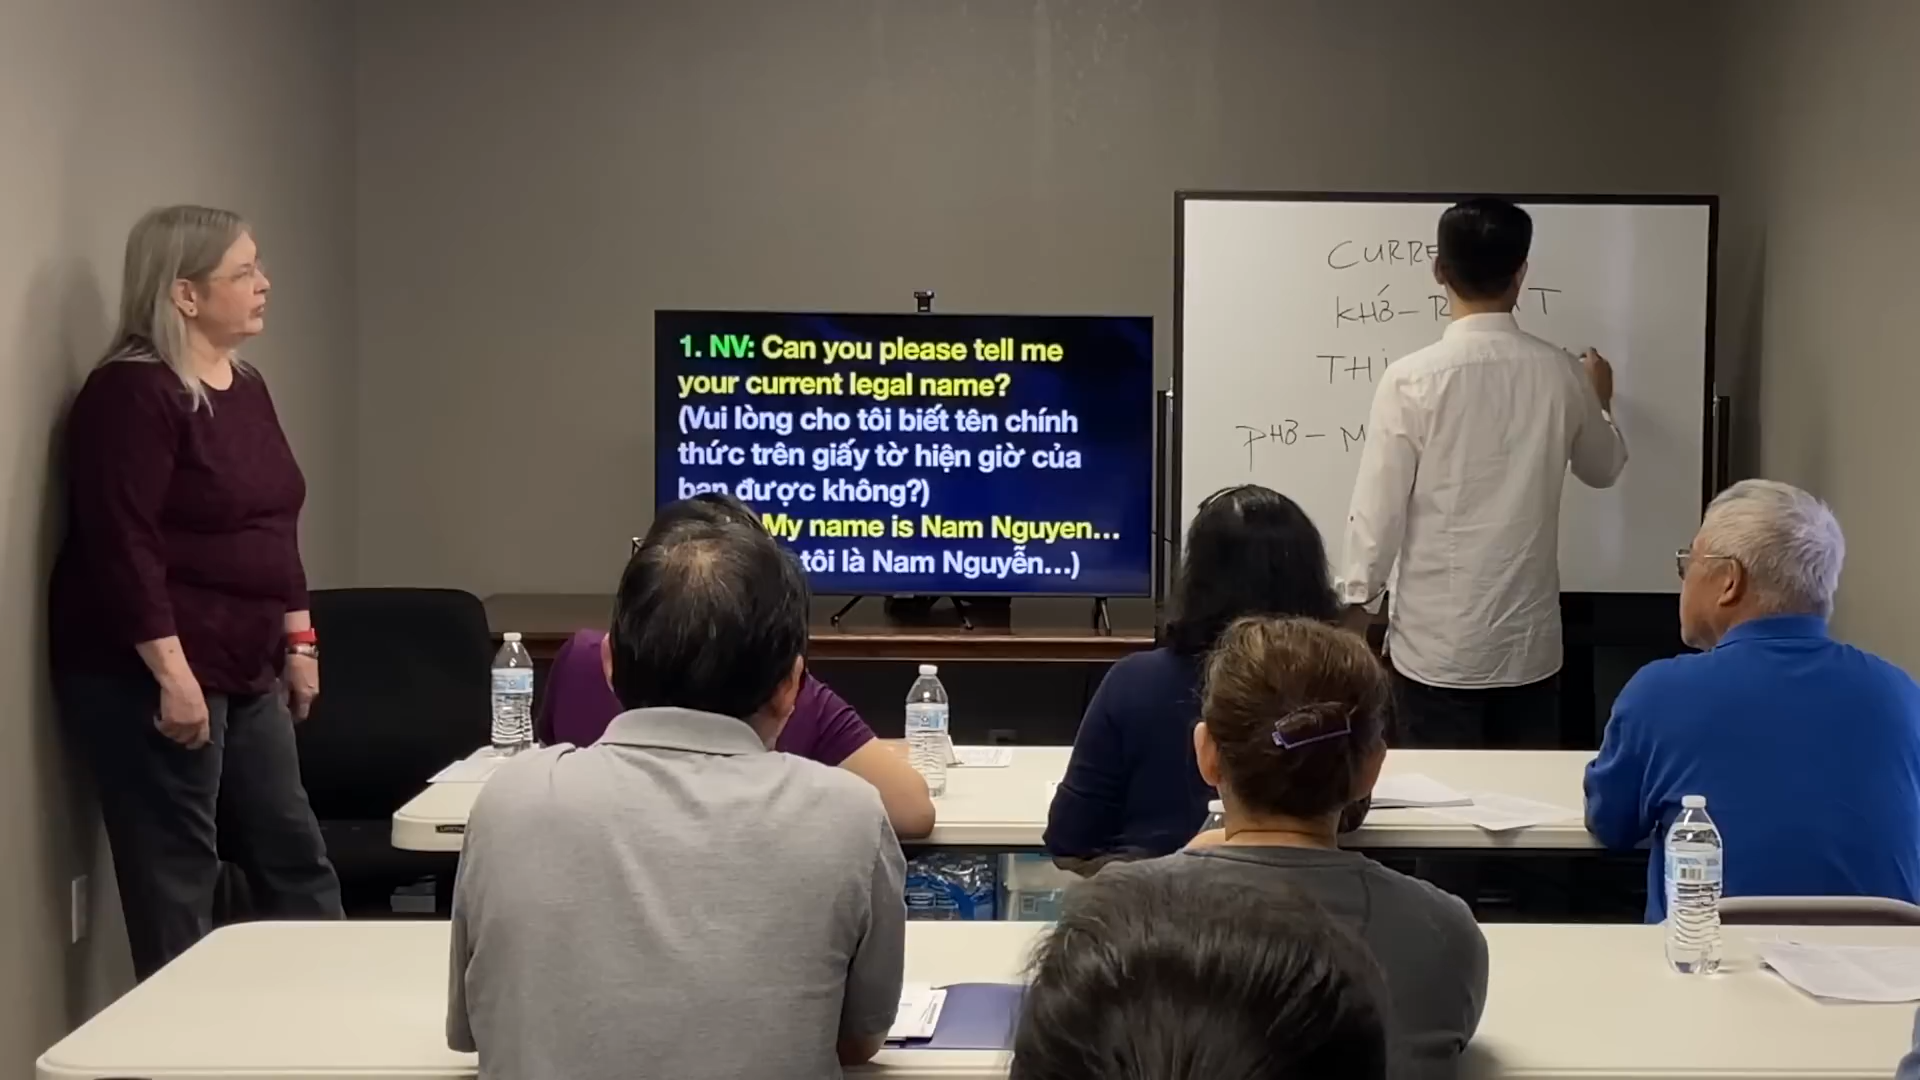 1. NV: Can you please tell me
your current legal name?
(Vui lòng cho tôi biết tên chính
thức trên giấy tờ hiện giờ của
bạn được không?)
My name is Nam Nguyen...
tôi là Nam Nguyễn...)
CURRE
KHỚ-R T
THI
PHỞ-M